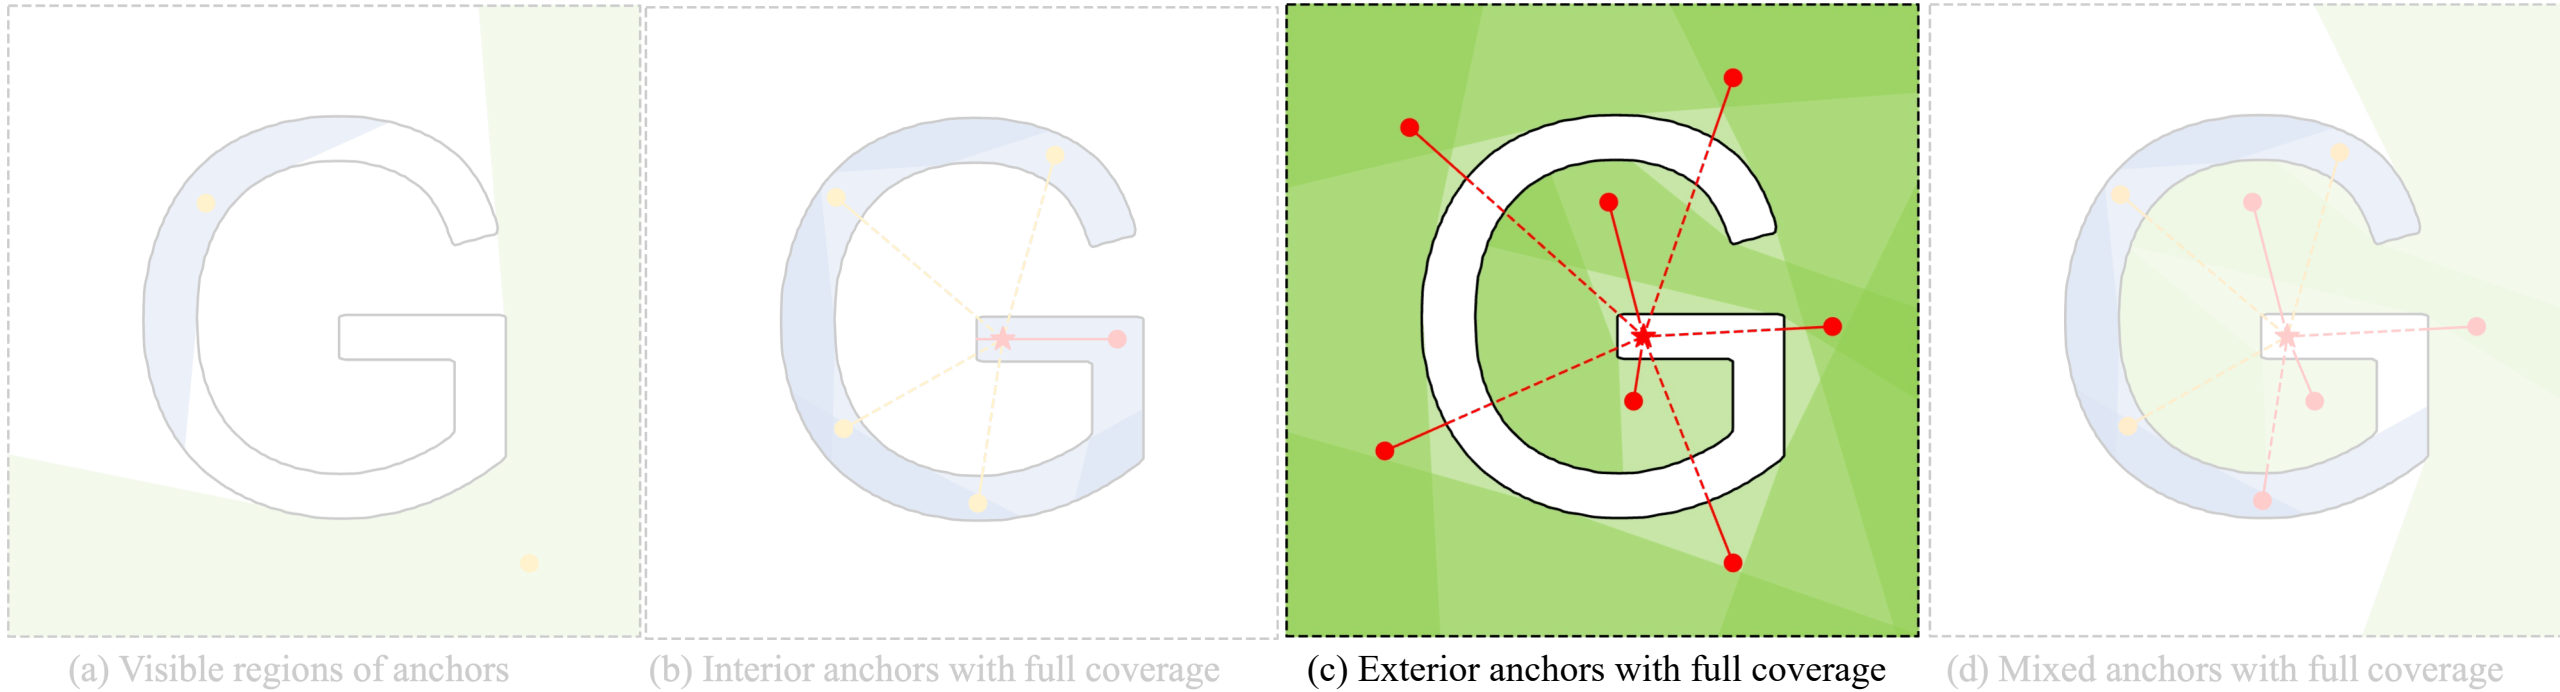 G G G G
(a) Visible regions of anchors (b) Interior anchors with full coverage (c) Exterior anchors with full coverage (d) Mixed anchors with full coverage